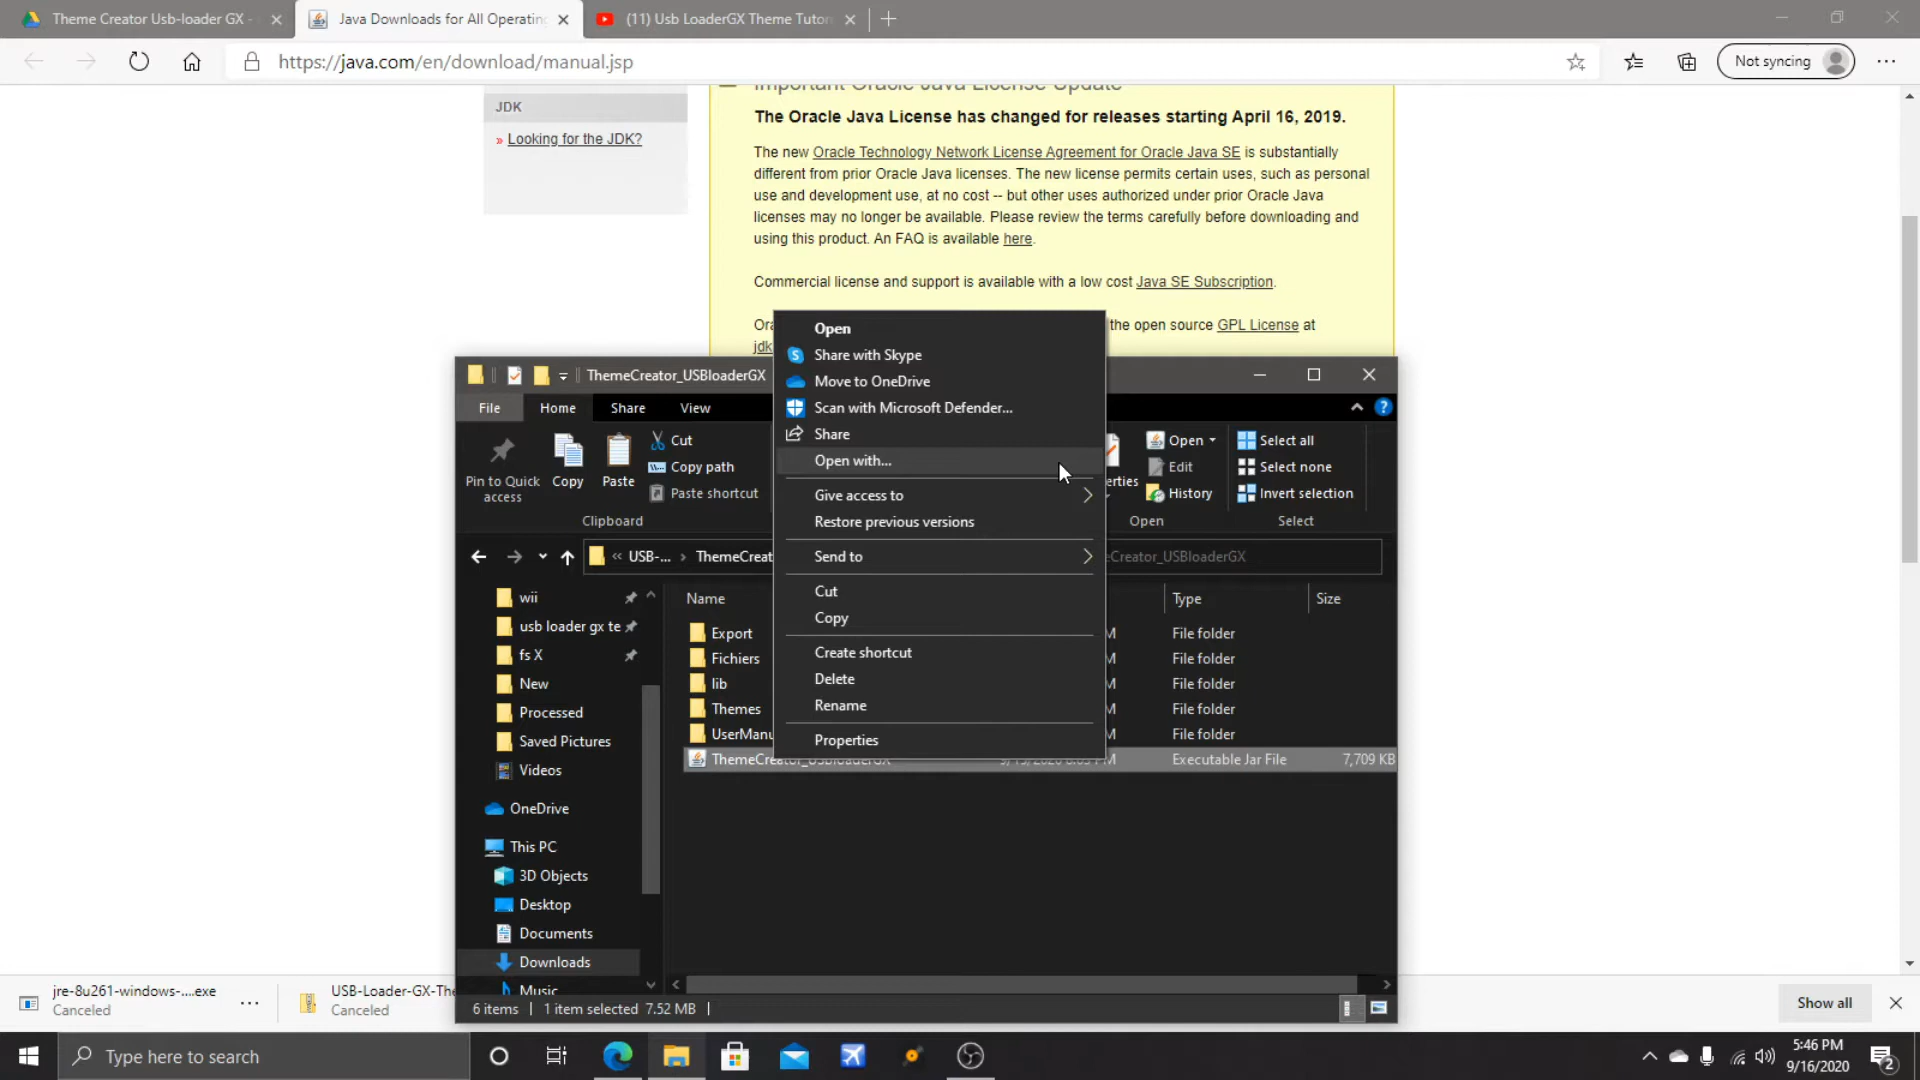 Theme Creator Usb-loader GX -
Java Downloads for All Operating
(11) Usb LoaderGX Theme Tutor
https://java.com/en/download/manual.jsp
Not syncing
JDK
» Looking for the JDK?
Important Oracle Java License Update
The Oracle Java License has changed for releases starting April 16, 2019.
The new Oracle Technology Network License Agreement for Oracle Java SE is substantially
different from prior Oracle Java licenses. The new license permits certain uses, such as personal
use and development use, at no cost -- but other uses authorized under prior Oracle Java
licenses may no longer be available. Please review the terms carefully before downloading and
using this product. An FAQ is available here.
Commercial license and support is available with a low cost Java SE Subscription.
the open source GPL License at
jdk
ThemeCreator_USBloaderGX
File
Home
Share
View
Pin to Quick
access
Copy
Paste
Cut
Copy path
Paste shortcut
Clipboard
erties
Open
Edit
History
Open
Select all
Select none
Invert selection
Select
Open
Share with Skype
Move to OneDrive
Scan with Microsoft Defender...
Share
Open with...
Give access to
Restore previous versions
Send to
Cut
Copy
Create shortcut
Delete
Rename
Properties
« USB-... › ThemeCreat
eCreator_USBloaderGX
wii
usb loader gx te
fs X
New
Processed
Saved Pictures
Videos
OneDrive
This PC
3D Objects
Desktop
Documents
Downloads
Music
Name
Type
Size
Export
M
File folder
Fichiers
M
File folder
lib
M
File folder
Themes
M
File folder
UserManu
M
File folder
ThemeCreator_USBloaderGX
Executable Jar File
7,709 KB
6 items
1 item selected 7.52 MB
jre-8u261-windows-....exe
Canceled
USB-Loader-GX-The
Canceled
Show all
Type here to search
5:46 PM
9/16/2020
2